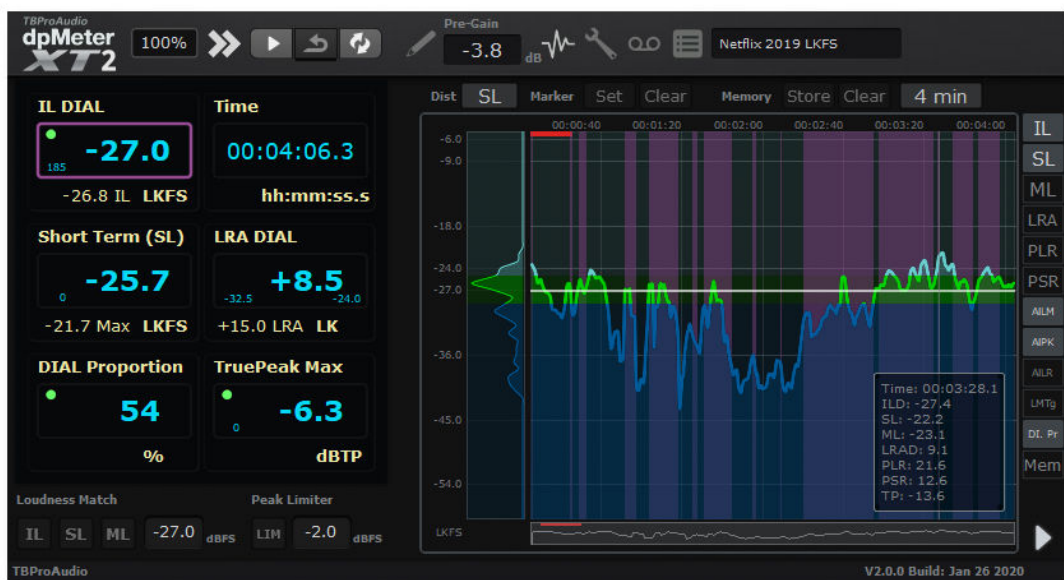 TBProAudio
dpMeter
XT2
100%
Pre-Gain
-3.8 dB
Netflix 2019 LKFS
IL DIAL
185 -27.0
-26.8 IL LKFS
Time
00:04:06.3
hh:mm:ss.s
Short Term (SL)
0 -25.7
-21.7 Max LKFS
LRA DIAL
-32.5 +8.5 -24.0
+15.0 LRA LK
DIAL Proportion
54
%
TruePeak Max
0 -6.3
dBTP
Loudness Match
IL SL ML -27.0 dBFS
Peak Limiter
LIM -2.0 dBFS
Dist SL Marker Set Clear Memory Store Clear 4 min
00:00:40 00:01:20 00:02:00 00:02:40 00:03:20 00:04:00
-6.0
-9.0
-18.0
-24.0
-27.0
-36.0
-45.0
-54.0
LKFS
Time: 00:03:28.1
ILD: -27.4
SL: -22.2
ML: -23.1
LRAD: 9.1
PLR: 21.6
PSR: 12.6
TP: -13.6
IL
SL
ML
LRA
PLR
PSR
AILM
AIPK
AILR
LMTg
DI. Pr
Mem
TBProAudio
V2.0.0 Build: Jan 26 2020